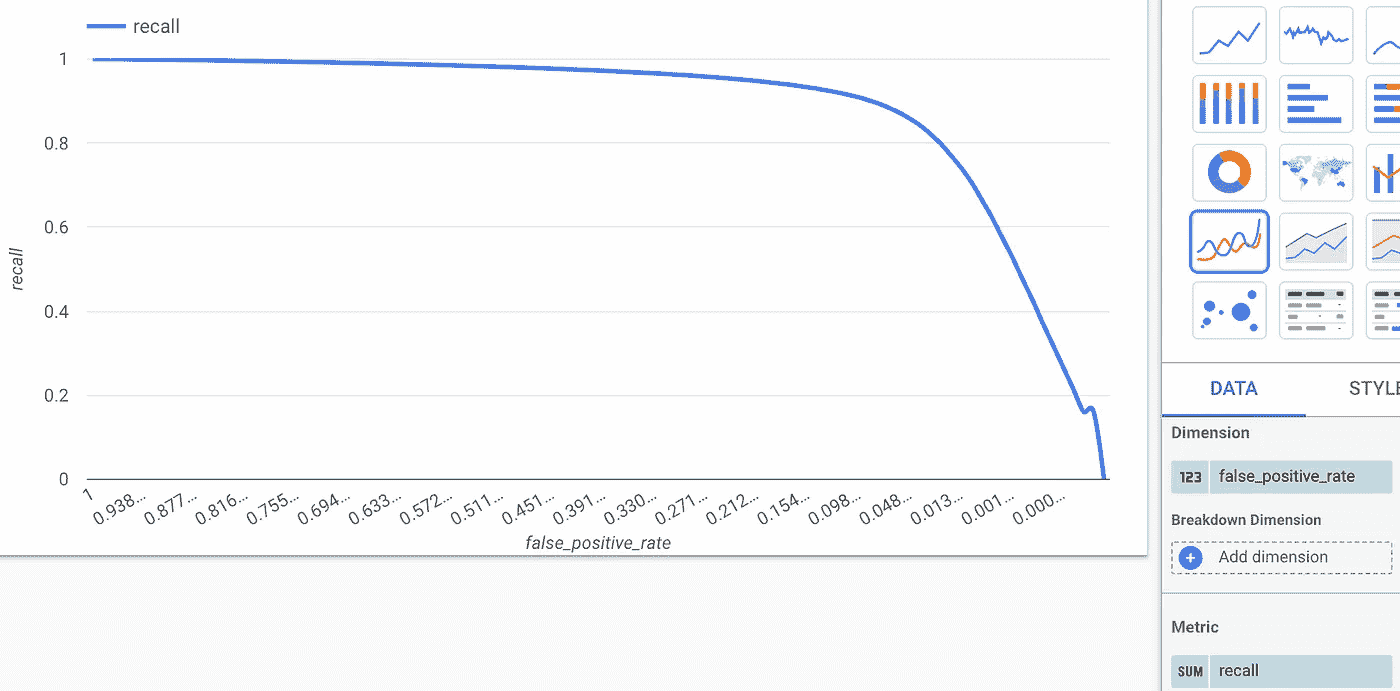 recall
1
0.8
0.6
0.4
0.2
0
recall
1
0.938...
0.877...
0.816...
0.755...
0.694...
0.633...
0.572...
0.511...
0.451...
0.391...
0.330...
0.271...
0.212...
0.154...
0.098...
0.048...
0.013...
0.001...
0.000...
false_positive_rate
DATA
STYLE
Dimension
123 false_positive_rate
Breakdown Dimension
+ Add dimension
Metric
SUM recall